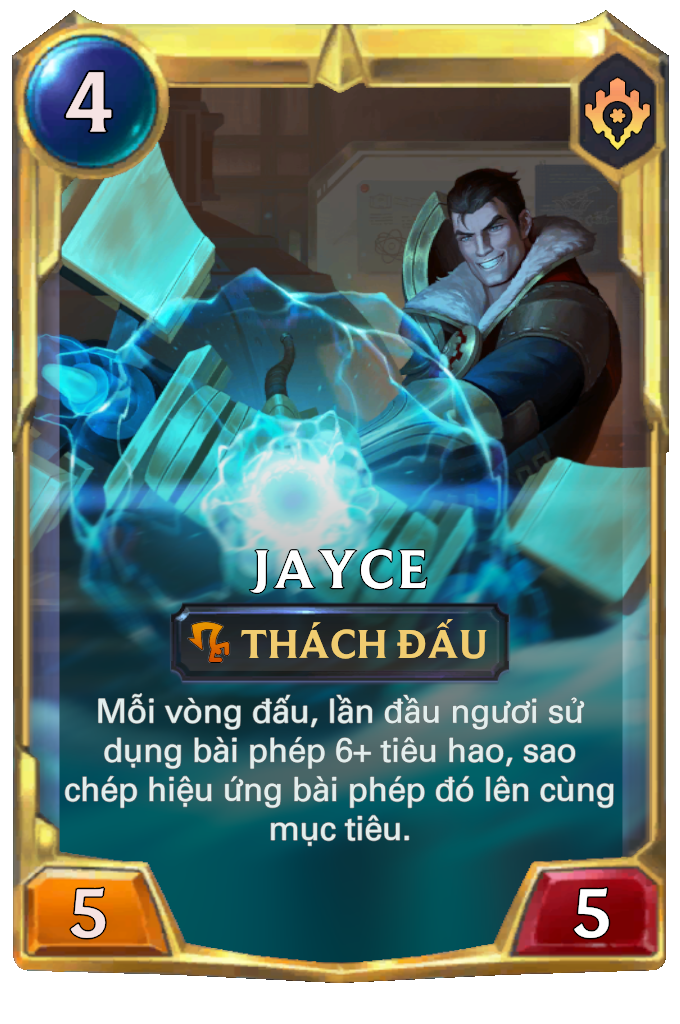 4
JAYCE
THÁCH ĐẤU
Mỗi vòng đấu, lần đầu ngươi sử
dụng bài phép 6+ tiêu hao, sao
chép hiệu ứng bài phép đó lên cùng
mục tiêu.
5
5